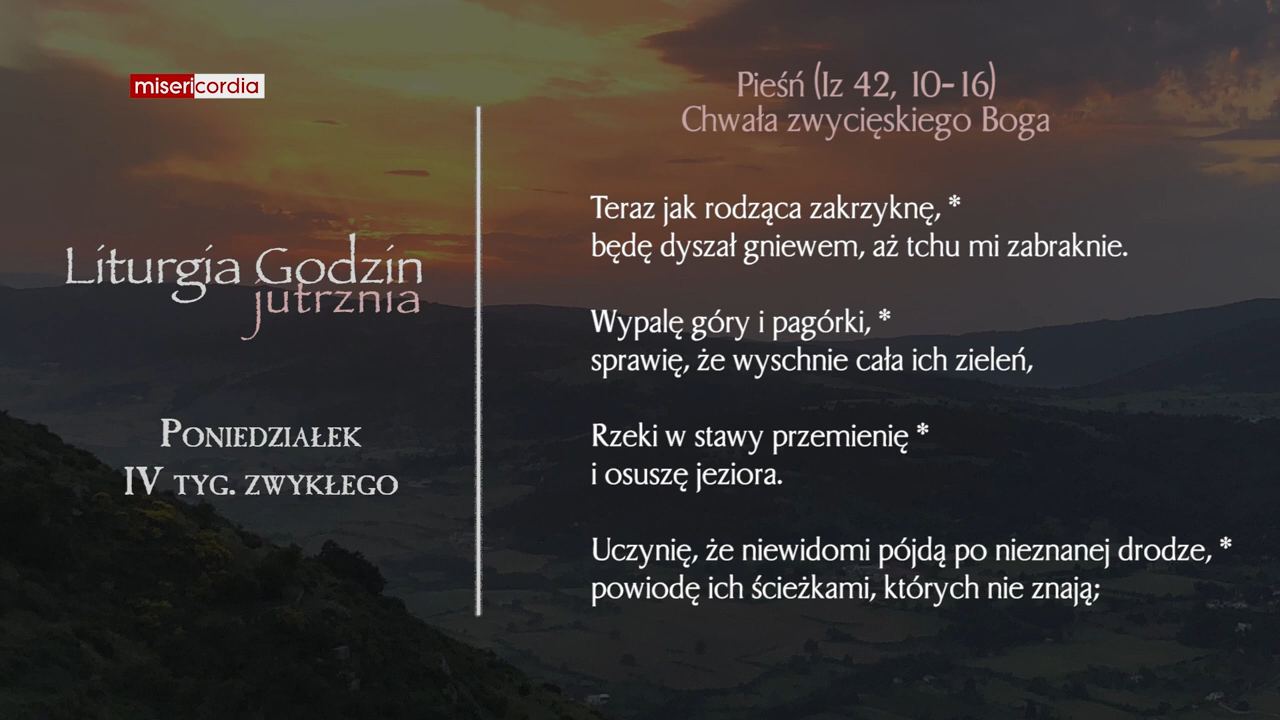 misericordia
Liturgia Godzin
jutrznia
Poniedziałek
IV tyg. zwykłego
Pieśń (Iz 42, 10-16)
Chwała zwycięskiego Boga
Teraz jak rodząca zakrzyknę, *
będę dyszał gniewem, aż tchu mi zabraknie.
Wypalę góry i pagórki, *
sprawię, że wyschnie cała ich zieleń,
Rzeki w stawy przemienię *
i osuszę jeziora.
Uczynię, że niewidomi pójdą po nieznanej drodze, *
powiodę ich ścieżkami, których nie znają;